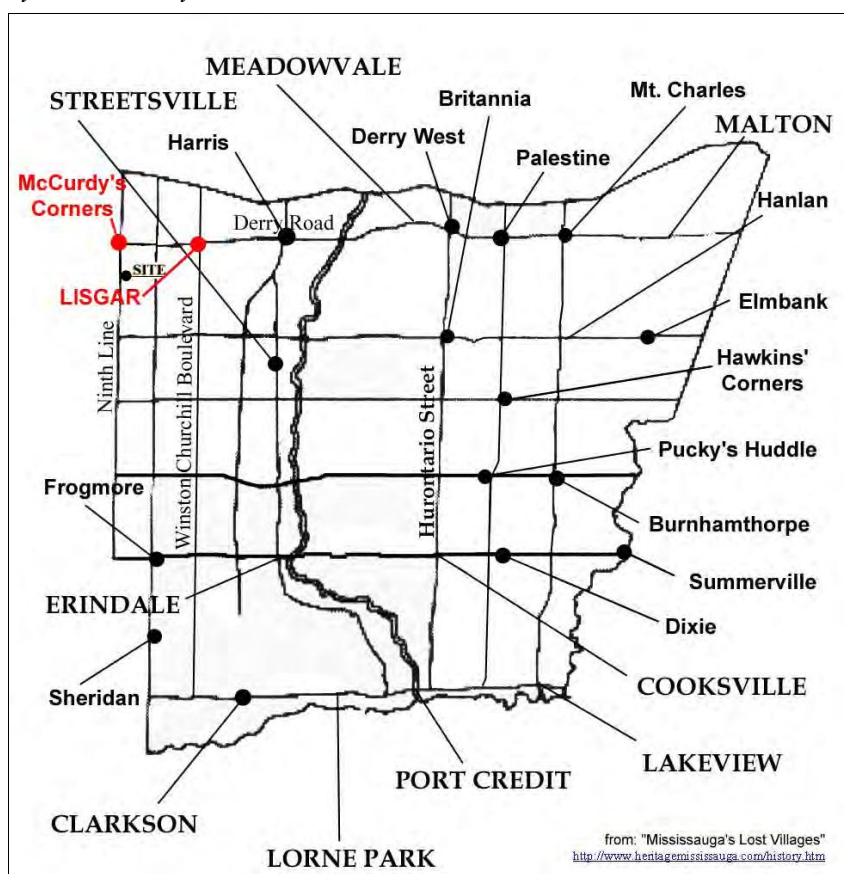 MEADOWVALE
STREETSVILLE
Britannia
Mt. Charles
Harris
Derry West
MALTON
Palestine
McCurdy's
Corners
Hanlan
Derry Road
SITE
LISGAR
Elmbank
Ninth Line
Winston Churchill Boulevard
Hurontario Street
Hawkins'
Corners
Pucky's Huddle
Frogmore
Burnhamthorpe
Summerville
ERINDALE
Dixie
Sheridan
COOKSVILLE
LAKEVIEW
PORT CREDIT
CLARKSON
LORNE PARK
from: "Mississauga's Lost Villages"
http://www.heritagemississauga.com/history.htm